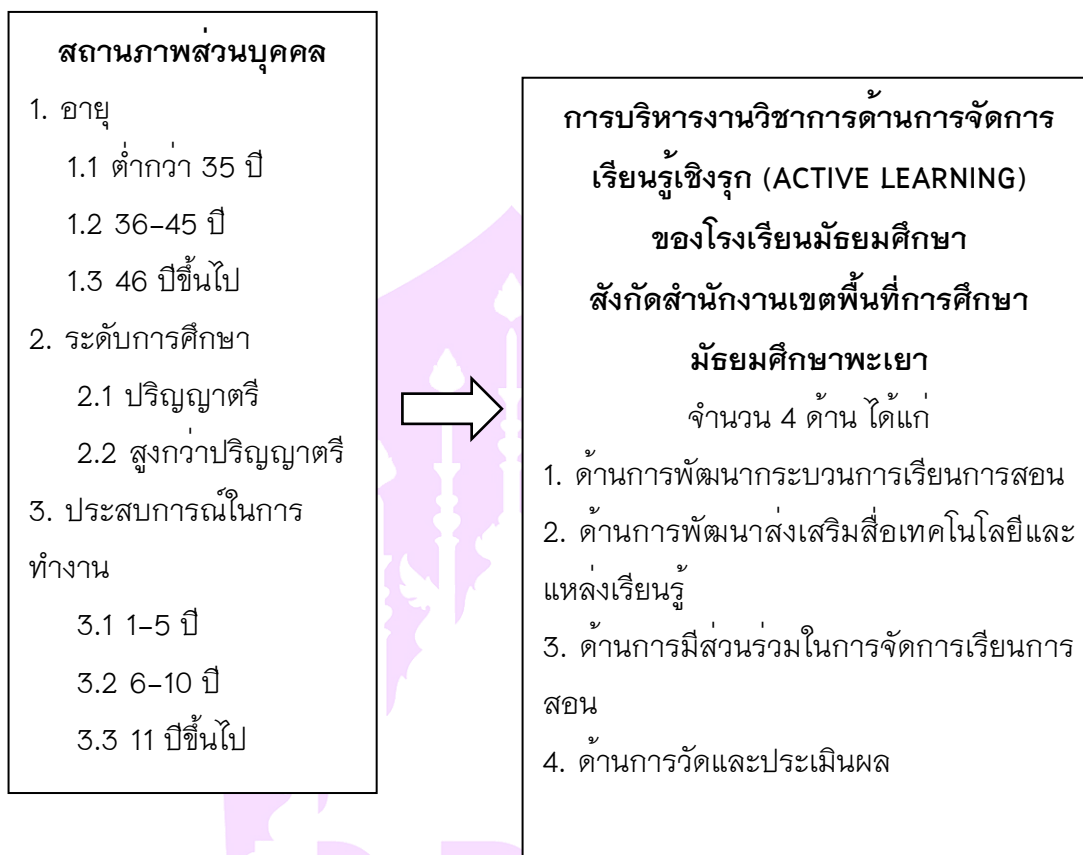 สถานภาพส่วนบุคคล
1. อายุ
1.1 ต่ำกว่า 35 ปี
1.2 36–45 ปี
1.3 46 ปีขึ้นไป
2. ระดับการศึกษา
2.1 ปริญญาตรี
2.2 สูงกว่าปริญญาตรี
3. ประสบการณ์ในการ
ทำงาน
3.1 1–5 ปี
3.2 6–10 ปี
3.3 11 ปีขึ้นไป
การบริหารงานวิชาการด้านการจัดการ
เรียนรู้เชิงรุก (ACTIVE LEARNING)
ของโรงเรียนมัธยมศึกษา
สังกัดสำนักงานเขตพื้นที่การศึกษา
มัธยมศึกษาพะเยา
จำนวน 4 ด้าน ได้แก่
1. ด้านการพัฒนากระบวนการเรียนการสอน
2. ด้านการพัฒนาส่งเสริมสื่อเทคโนโลยีและ
แหล่งเรียนรู้
3. ด้านการมีส่วนร่วมในการจัดการเรียนการ
สอน
4. ด้านการวัดและประเมินผล